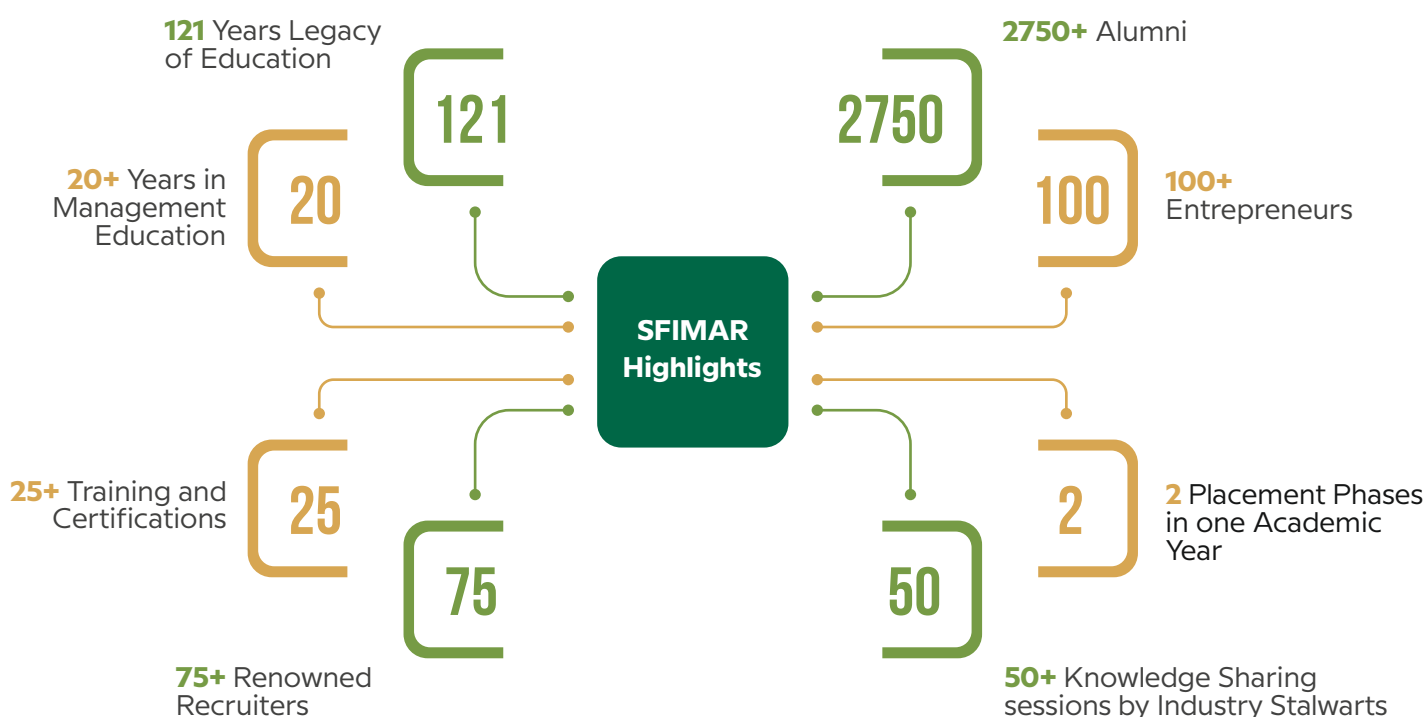 121 Years Legacy
of Education
121
20+ Years in
Management
Education
20
2750+ Alumni
2750
100+
Entrepreneurs
100
SFIMAR
Highlights
25+ Training and
Certifications
25
75
75+ Renowned
Recruiters
2
2 Placement Phases
in one Academic
Year
50
50+ Knowledge Sharing
sessions by Industry Stalwarts